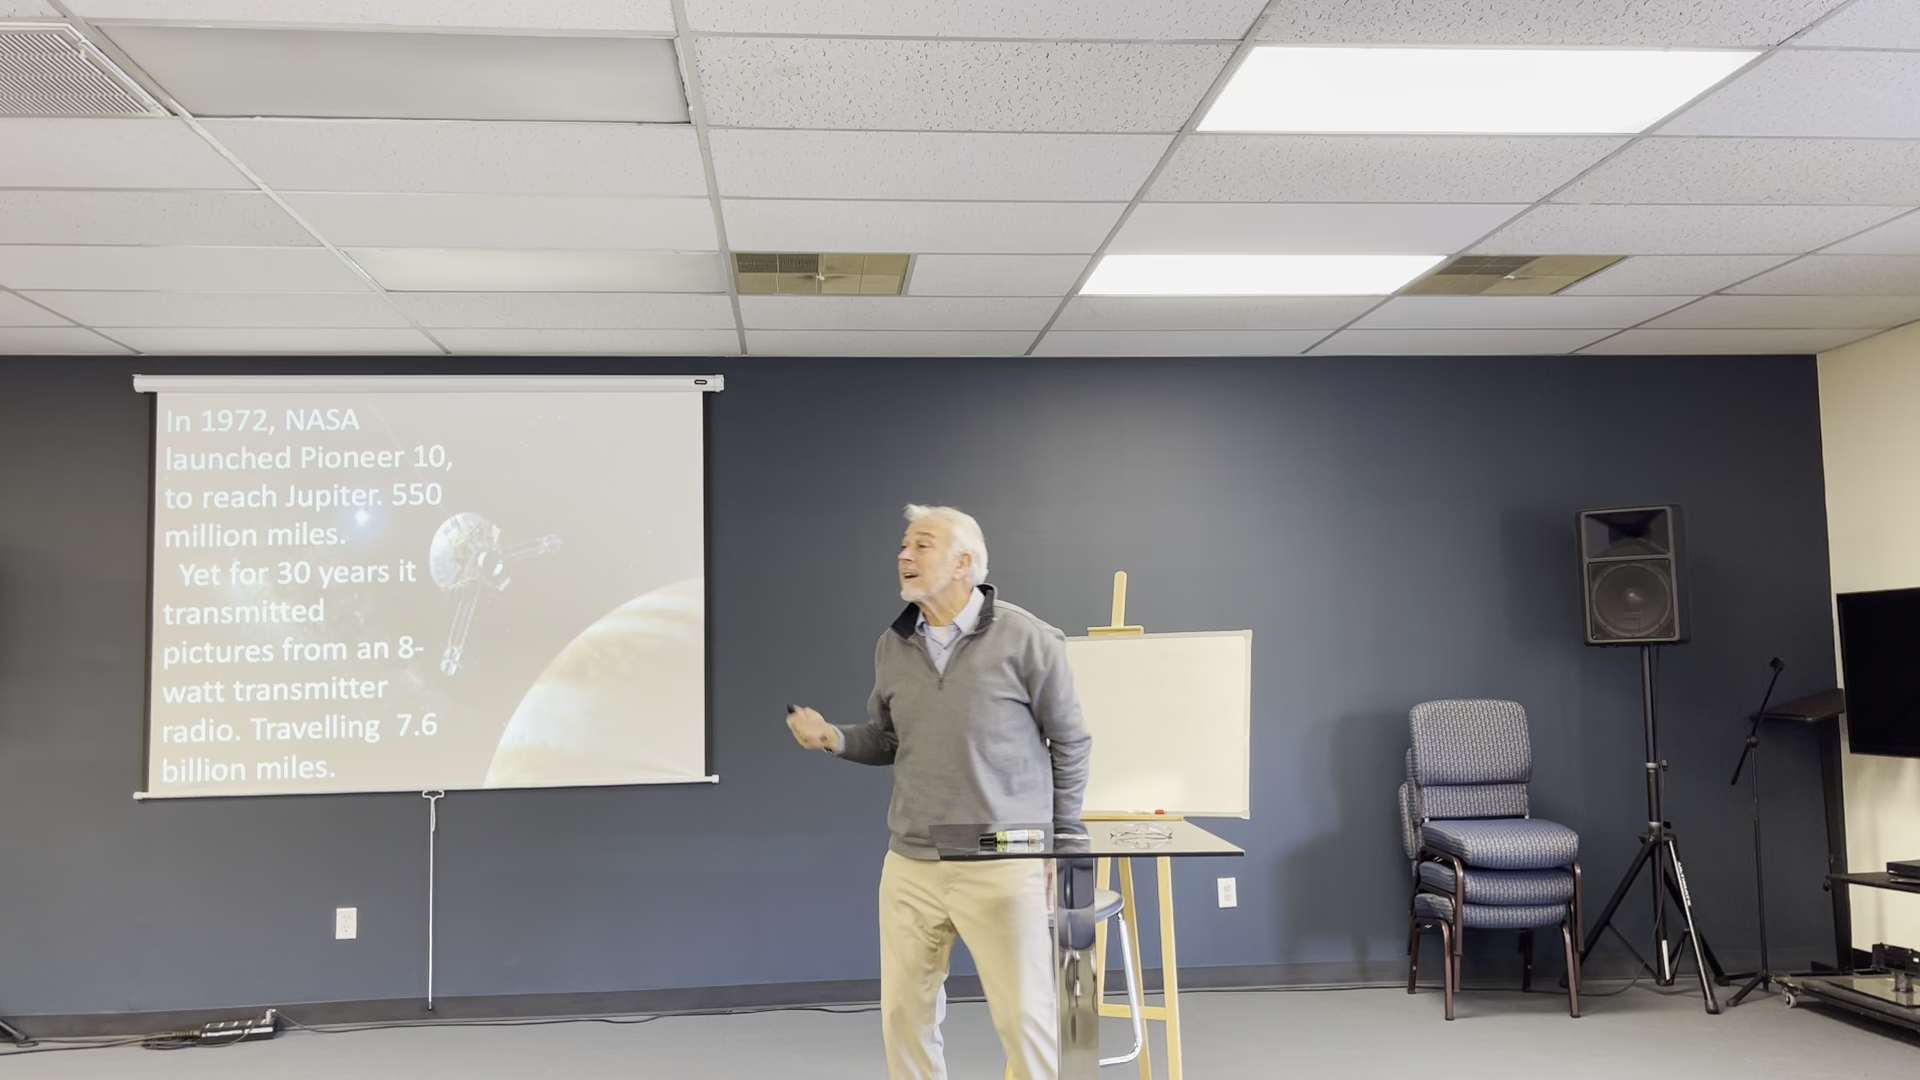 In 1972, NASA
launched Pioneer 10,
to reach Jupiter. 550
million miles.
Yet for 30 years it
transmitted
pictures from an 8-
watt transmitter
radio. Travelling 7.6
billion miles.